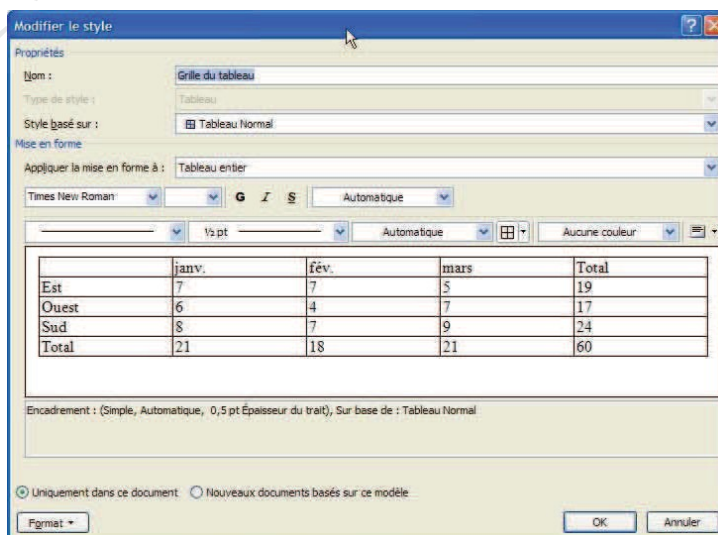 Modifier le style
Propriétés
Nom : Grille du tableau
Type de style : Tableau
Style basé sur : Tableau Normal
Mise en forme
Appliquer la mise en forme à : Tableau entier
Times New Roman G I S Automatique
½ pt Automatique Aucune couleur
janv. fév. mars Total
Est 7 7 5 19
Ouest 6 4 7 17
Sud 8 7 9 24
Total 21 18 21 60
Encadrement : (Simple, Automatique, 0,5 pt Épaisseur du trait), Sur base de : Tableau Normal
Uniquement dans ce document Nouveaux documents basés sur ce modèle
Format OK Annuler